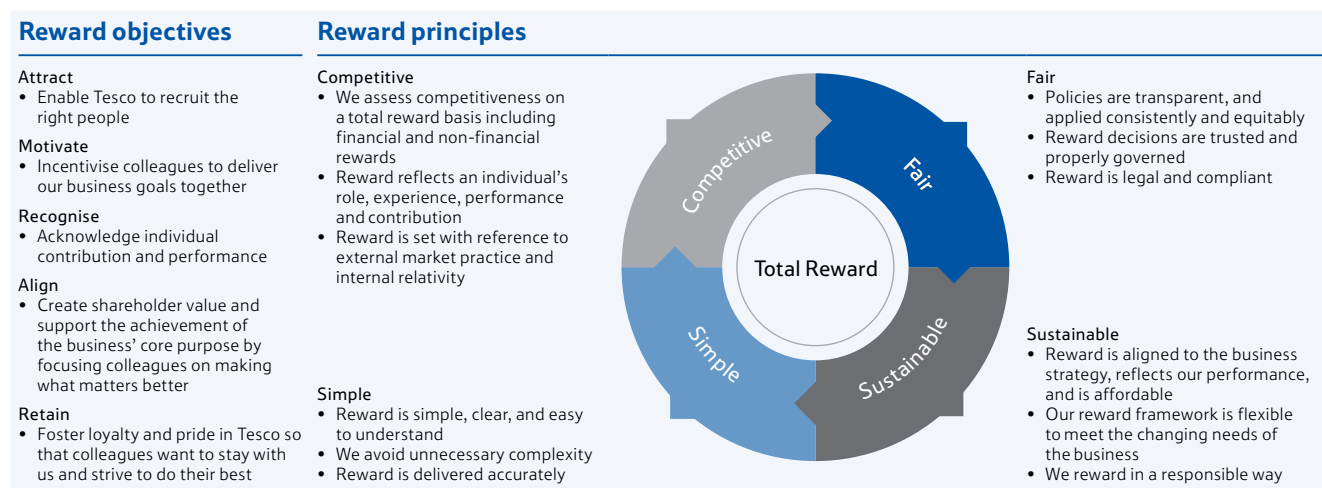 Reward objectives
Attract
• Enable Tesco to recruit the
right people
Motivate
• Incentivise colleagues to deliver
our business goals together
Recognise
• Acknowledge individual
contribution and performance
Align
• Create shareholder value and
support the achievement of
the business’ core purpose by
focusing colleagues on making
what matters better
Retain
• Foster loyalty and pride in Tesco so
that colleagues want to stay with
us and strive to do their best
Reward principles
Competitive
• We assess competitiveness on
a total reward basis including
financial and non-financial
rewards
• Reward reflects an individual’s
role, experience, performance
and contribution
• Reward is set with reference to
external market practice and
internal relativity
Simple
• Reward is simple, clear, and easy
to understand
• We avoid unnecessary complexity
• Reward is delivered accurately
Competitive
Fair
Total Reward
Simple
Sustainable
Fair
• Policies are transparent, and
applied consistently and equitably
• Reward decisions are trusted and
properly governed
• Reward is legal and compliant
Sustainable
• Reward is aligned to the business
strategy, reflects our performance,
and is affordable
• Our reward framework is flexible
to meet the changing needs of
the business
• We reward in a responsible way